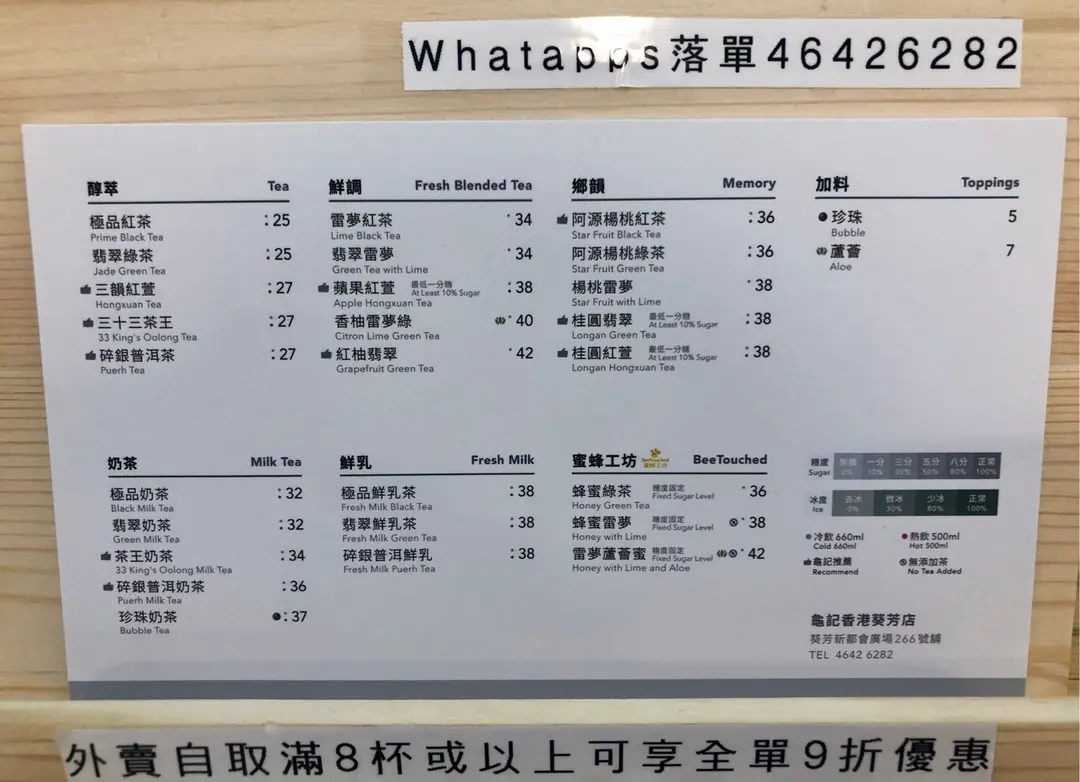 Whatapps落單46426282
醇萃 Tea
極品紅茶 :25
Prime Black Tea
翡翠綠茶 :25
Jade Green Tea
三韻紅萱 :27
Hongxuan Tea
三十三茶王 :27
33 King's Oolong Tea
碎銀普洱茶 :27
Puerh Tea
鮮調 Fresh Blended Tea
雷夢紅茶 34
Lime Black Tea
翡翠雷夢 34
Green Tea with Lime
蘋果紅萱 最低一分糖 At Least 10% Sugar :38
Apple Hongxuan Tea
香柚雷夢綠 40
Citron Lime Green Tea
紅柚翡翠 42
Grapefruit Green Tea
鄉韻 Memory
阿源楊桃紅茶 :36
Star Fruit Black Tea
阿源楊桃綠茶 :36
Star Fruit Green Tea
楊桃雷夢 38
Star Fruit with Lime
桂圓翡翠 最低一分糖 At Least 10% Sugar :38
Longan Green Tea
桂圓紅萱 最低一分糖 At Least 10% Sugar :38
Longan Hongxuan Tea
加料 Toppings
珍珠 5
Bubble
蘆薈 7
Aloe
奶茶 Milk Tea
極品奶茶 :32
Black Milk Tea
翡翠奶茶 :32
Green Milk Tea
茶王奶茶 :34
33 King's Oolong Milk Tea
碎銀普洱奶茶 :36
Puerh Milk Tea
珍珠奶茶 :37
Bubble Tea
鮮乳 Fresh Milk
極品鮮乳茶 :38
Fresh Milk Black Tea
翡翠鮮乳茶 :38
Fresh Milk Green Tea
碎銀普洱鮮乳 :38
Fresh Milk Puerh Tea
蜜蜂工坊 BeeTouched 蜜蜂工坊 BeeTouched
蜂蜜綠茶 糖度固定 Fixed Sugar Level 36
Honey Green Tea
蜂蜜雷夢 糖度固定 Fixed Sugar Level 38
Honey with Lime
雷夢蘆薈蜜 糖度固定 Fixed Sugar Level 42
Honey with Lime and Aloe
糖度 無糖 一分 三分 五分 八分 正常
Sugar 0% 10% 30% 50% 80% 100%
冰度 去冰 微冰 少冰 正常
Ice 0% 30% 80% 100%
冷飲 660ml 熱飲 500ml
Cold 660ml Hot 500ml
龜記推薦 無添加茶
Recommend No Tea Added
龜記香港葵芳店
葵芳新都會廣場266號舖
TEL 4642 6282
外賣自取滿8杯或以上可享全單9折優惠